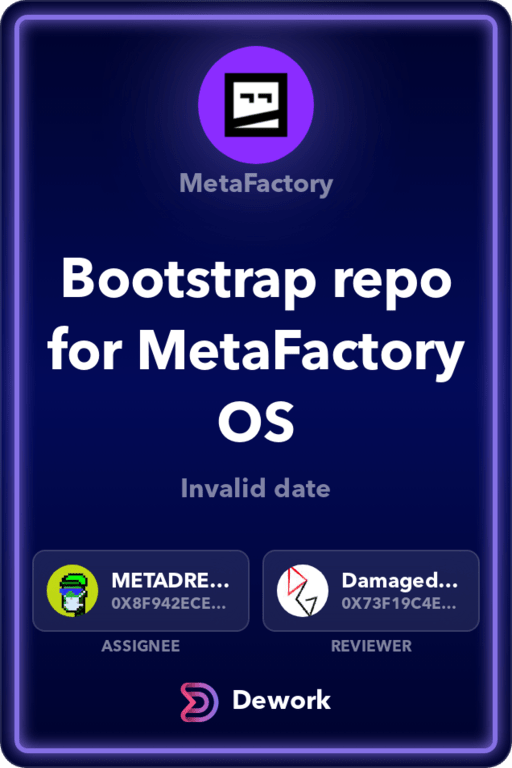 MetaFactory
Bootstrap repo
for MetaFactory
OS
Invalid date
METADRE...
0X8F942ECE...
ASSIGNEE
Damaged...
0X73F19C4E...
REVIEWER
Dework